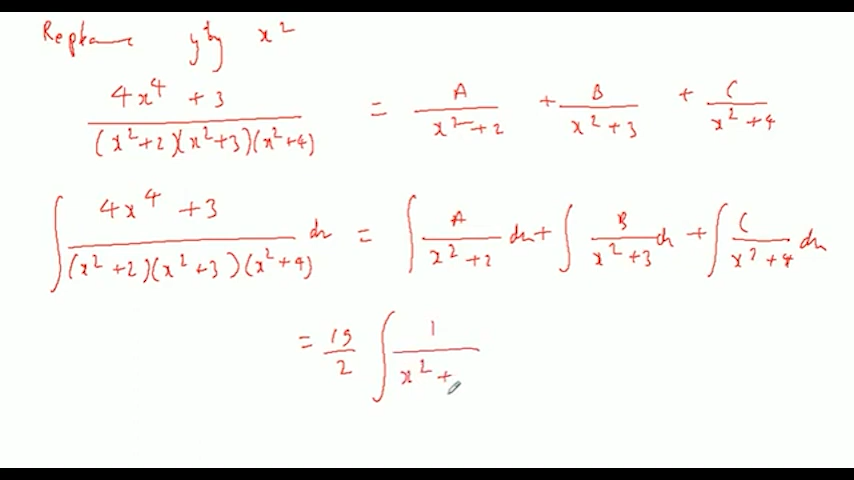 Replace y by x²
4x⁴ + 3 / (x²+2)(x²+3)(x²+4) = A / x²+2 + B / x²+3 + C / x²+4
∫ 4x⁴ + 3 / (x²+2)(x²+3)(x²+4) dx = ∫ A / x²+2 dx + ∫ B / x²+3 dx + ∫ C / x²+4 dx
= 19/2 ∫ 1 / x² +